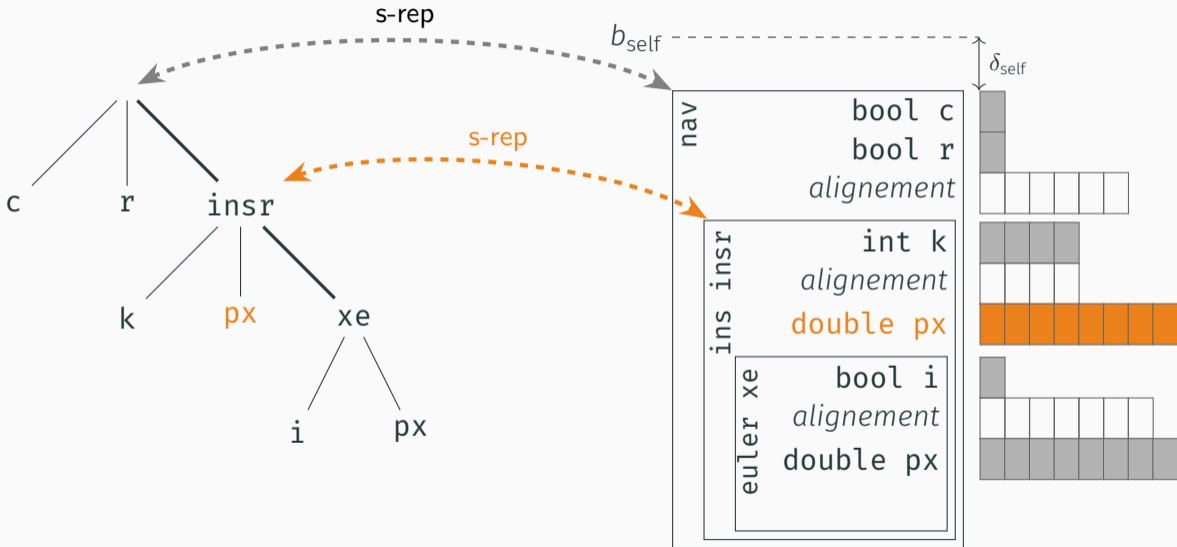 s-rep
b_self
δ_self
nav
bool c
bool r
alignement
s-rep
c
r
insr
ins insr
int k
alignement
double px
k
px
xe
euler xe
bool i
alignement
double px
i
px